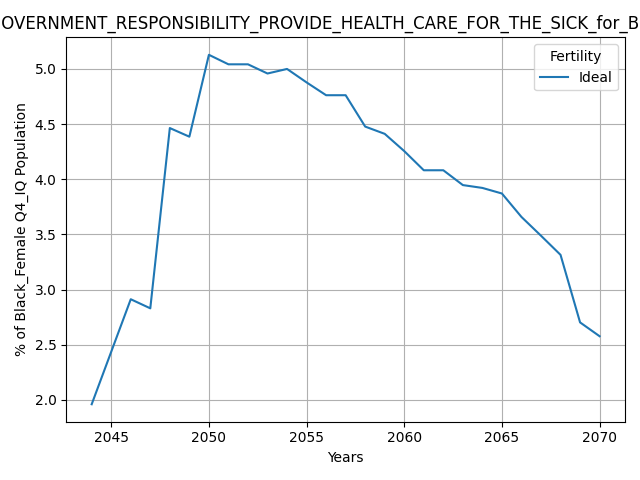 OVERNMENT_RESPONSIBILITY_PROVIDE_HEALTH_CARE_FOR_THE_SICK_for_B
Fertility
Ideal
% of Black_Female Q4_IQ Population
5.0
4.5
4.0
3.5
3.0
2.5
2.0
2045 2050 2055 2060 2065 2070
Years